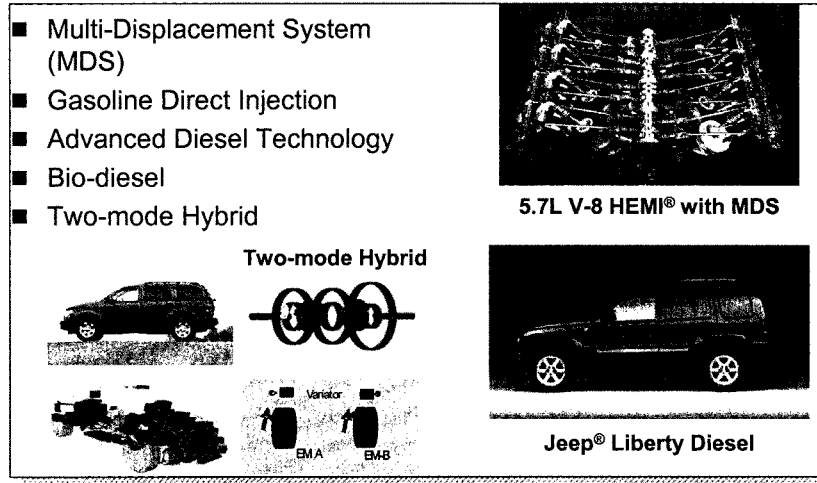 Multi-Displacement System
(MDS)
Gasoline Direct Injection
Advanced Diesel Technology
Bio-diesel
Two-mode Hybrid
5.7L V-8 HEMI® with MDS
Two-mode Hybrid
Variator
EM-A EM-B
Jeep® Liberty Diesel